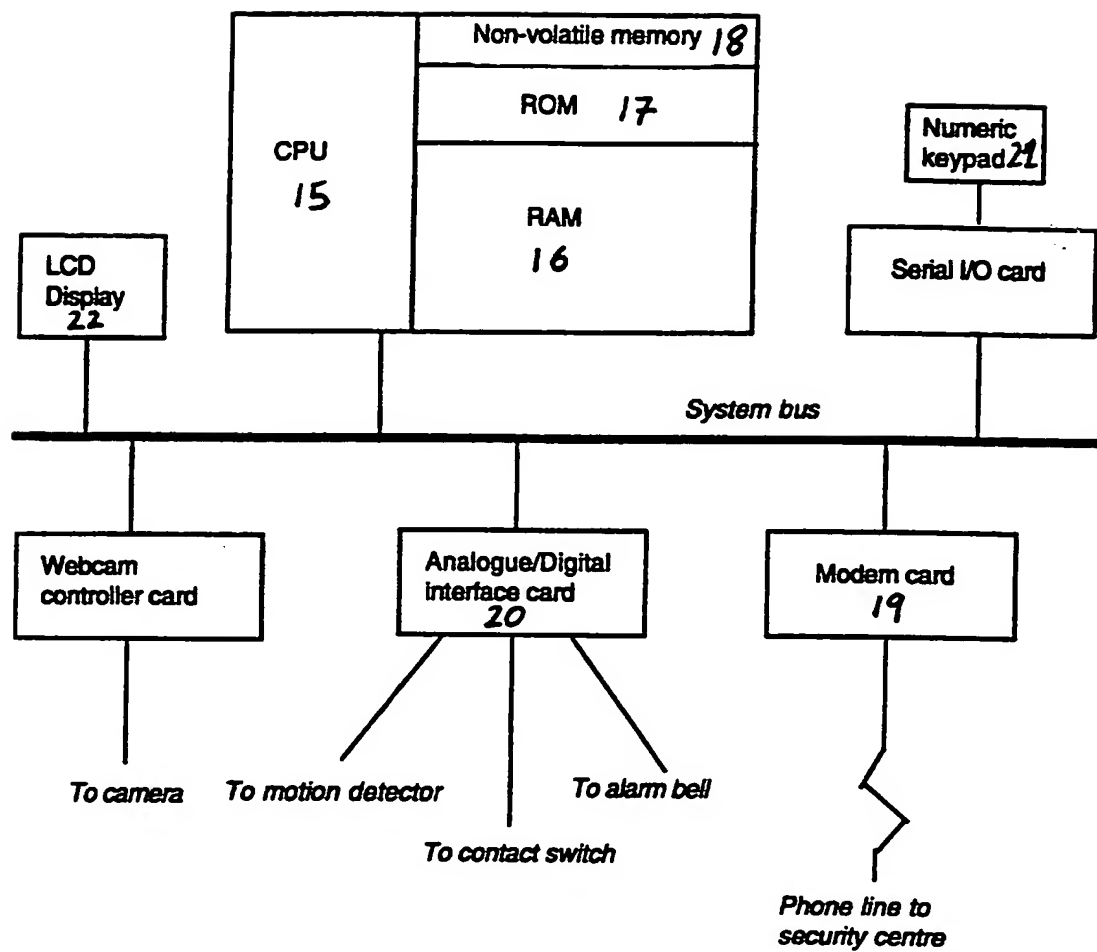 Non-volatile memory 18
ROM 17
CPU
15
RAM
16
Numeric
keypad 21
LCD
Display
22
Serial I/O card
System bus
Webcam
controller card
Analogue/Digital
interface card
20
Modem card
19
To camera
To motion detector
To alarm bell
To contact switch
Phone line to
security centre